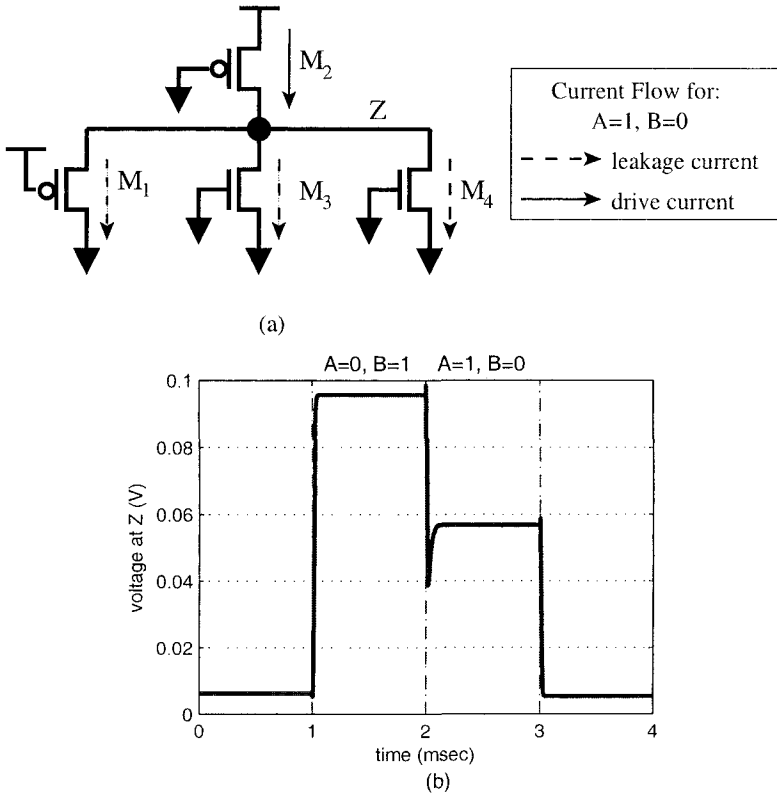 M2
Z
M1
M3
M4
Current Flow for:
A=1, B=0
leakage current
drive current
(a)
A=0, B=1 A=1, B=0
0.1
0.08
0.06
0.04
0.02
0
0 1 2 3 4
voltage at Z (V)
time (msec)
(b)